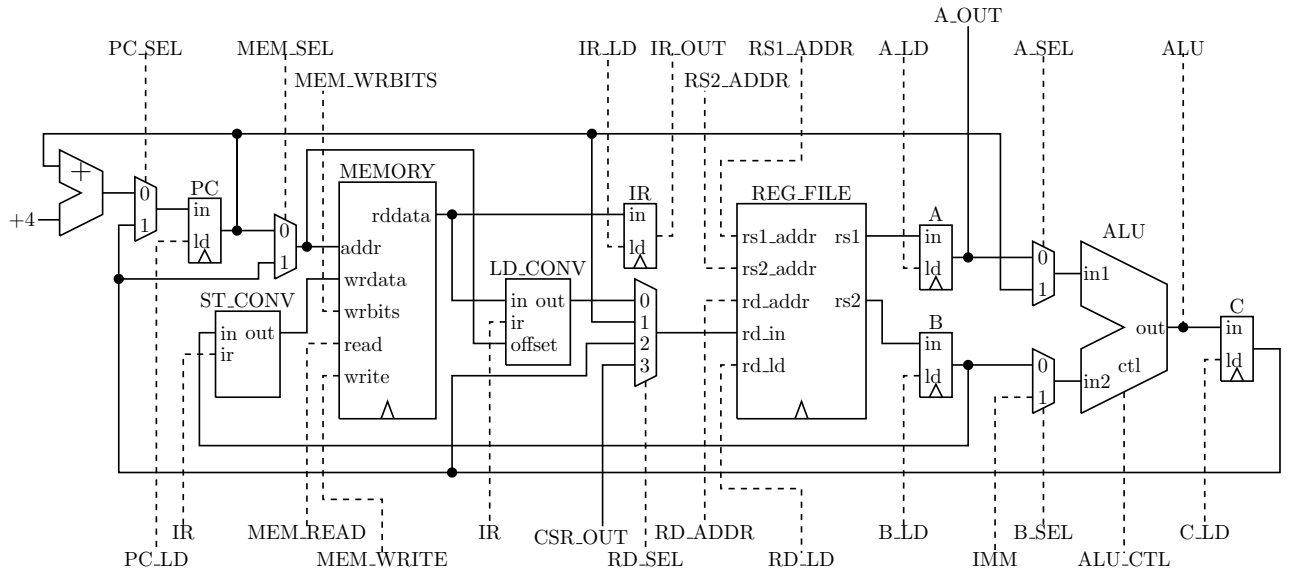 A_OUT
PC_SEL MEM_SEL IR_LD IR_OUT RS1_ADDR A_LD A_SEL ALU
MEM_WRBITS RS2_ADDR
+ MEMORY
PC 0 IR REG_FILE
+4 1 in ld 0 1 rddata in ld A in ld ALU
addr rs1_addr rs1 0 1 in1
wrdata LD_CONV rs2_addr
ST_CONV wrbits in out 0 rd_addr rs2 C
in out ir 1 B in
ir read offset 2 rd_in in out ld
write 3 rd_ld ld 0 1 in2 ctl
IR MEM_READ IR CSR_OUT RD_ADDR B_LD B_SEL C_LD
PC_LD MEM_WRITE RD_SEL RD_LD IMM ALU_CTL